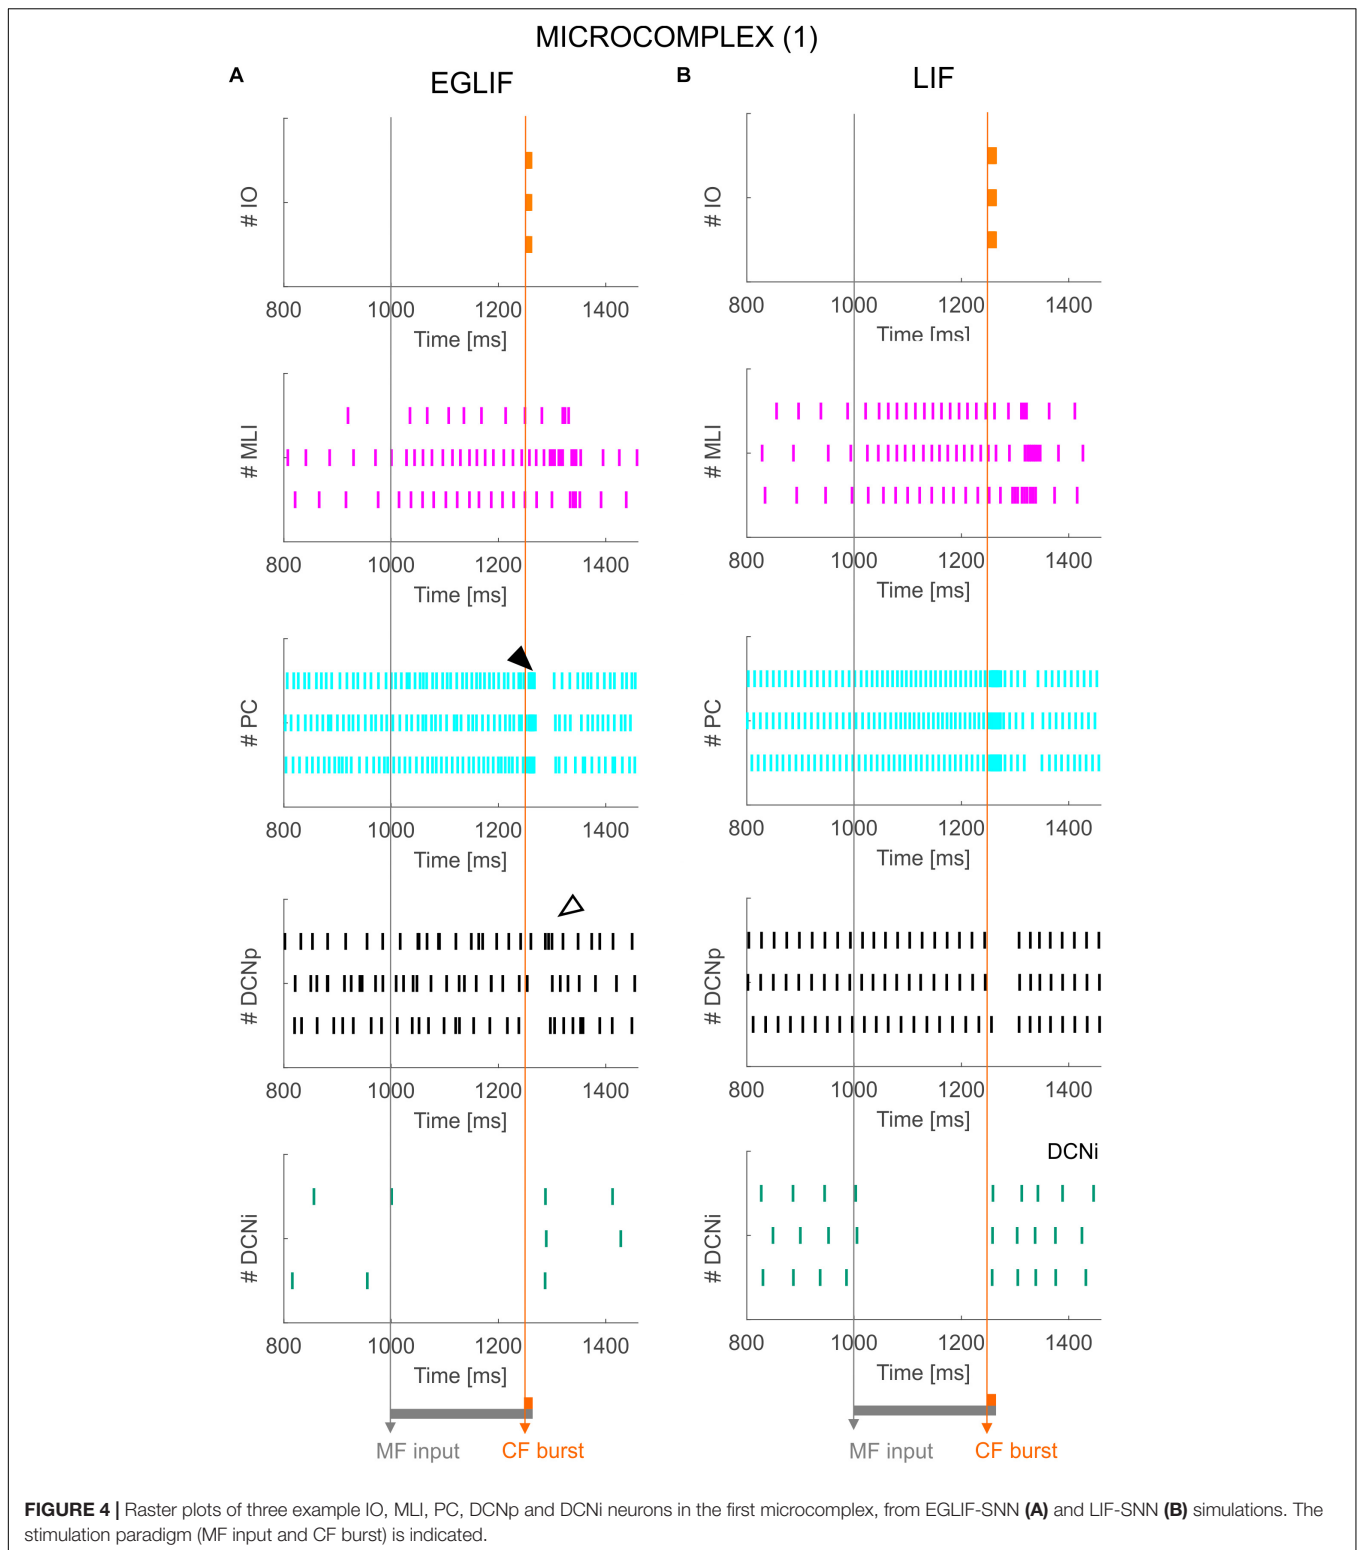 MICROCOMPLEX (1)
A
EGLIF
# IO
800 1000 1200 1400
Time [ms]
# MLI
800 1000 1200 1400
Time [ms]
# PC
800 1000 1200 1400
Time [ms]
# DCNp
800 1000 1200 1400
Time [ms]
# DCNi
800 1000 1200 1400
Time [ms]
MF input
CF burst
B
LIF
# IO
800 1000 1200 1400
Time [ms]
# MLI
800 1000 1200 1400
Time [ms]
# PC
800 1000 1200 1400
Time [ms]
# DCNp
800 1000 1200 1400
Time [ms]
DCNi
# DCNi
800 1000 1200 1400
Time [ms]
MF input
CF burst
FIGURE 4 | Raster plots of three example IO, MLI, PC, DCNp and DCNi neurons in the first microcomplex, from EGLIF-SNN (A) and LIF-SNN (B) simulations. The
stimulation paradigm (MF input and CF burst) is indicated.